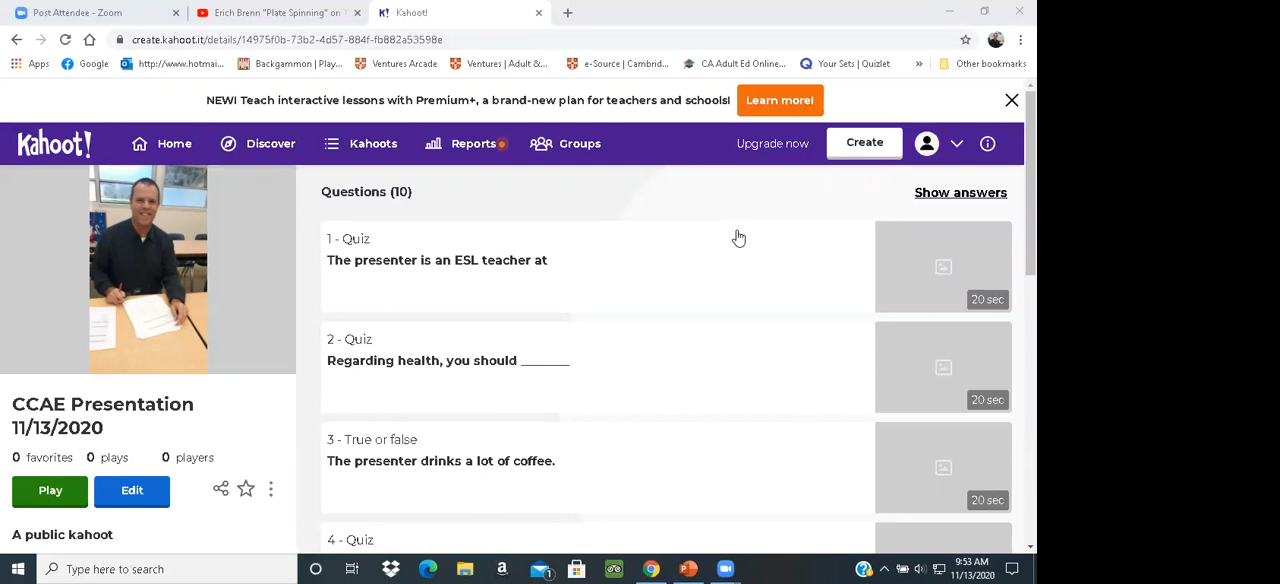 Post Attendee - Zoom
Erich Brenn "Plate Spinning" on T
Kahoot!
create.kahoot.it/details/14975f0b-73b2-4d57-884f-fb882a53598e
Apps
Google
http://www.hotmai...
Backgammon | Play...
Ventures Arcade
Ventures | Adult &...
e-Source | Cambrid...
CA Adult Ed Online...
Your Sets | Quizlet
»
Other bookmarks
NEW! Teach interactive lessons with Premium+, a brand-new plan for teachers and schools!
Learn more!
Kahoot!
Home
Discover
Kahoots
Reports
Groups
Upgrade now
Create
Questions (10)
Show answers
1 - Quiz
The presenter is an ESL teacher at
20 sec
2 - Quiz
Regarding health, you should _______
20 sec
3 - True or false
The presenter drinks a lot of coffee.
20 sec
4 - Quiz
CCAE Presentation
11/13/2020
0 favorites 0 plays 0 players
Play
Edit
A public kahoot
Type here to search
1
9:53 AM
11/13/2020